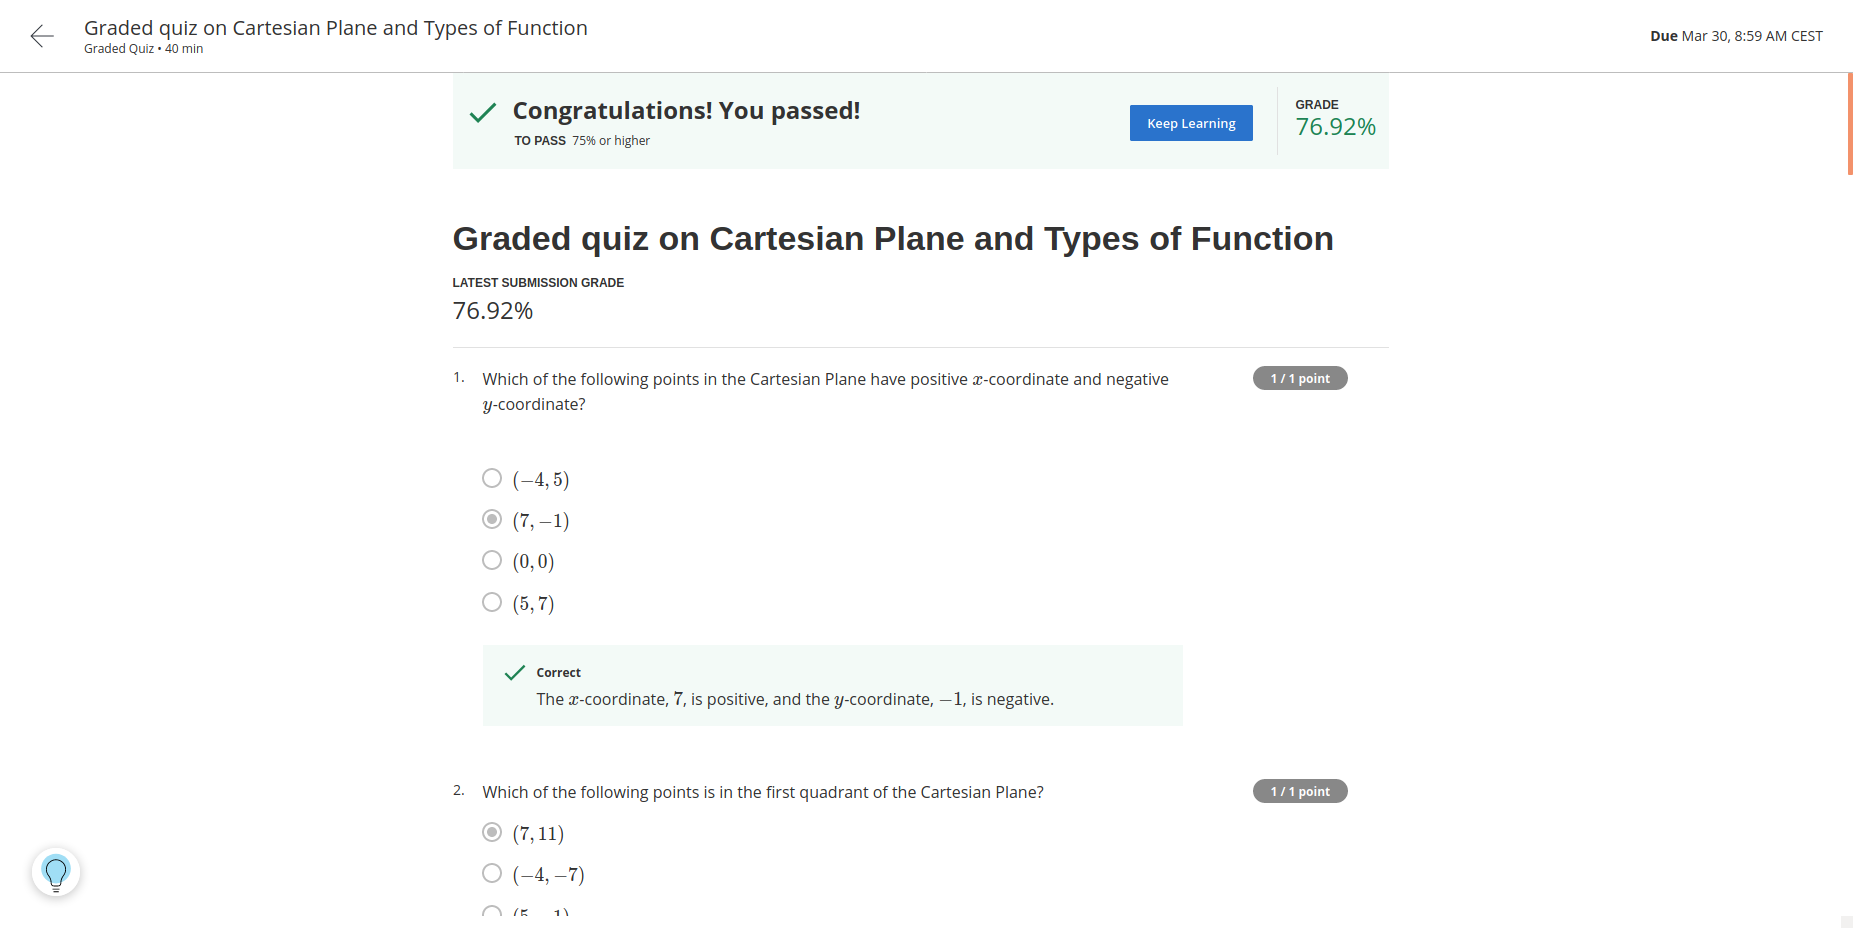 Graded quiz on Cartesian Plane and Types of Function
Graded Quiz • 40 min
Due Mar 30, 8:59 AM CEST
Congratulations! You passed!
TO PASS 75% or higher
Keep Learning
GRADE
76.92%
Graded quiz on Cartesian Plane and Types of Function
LATEST SUBMISSION GRADE
76.92%
1. Which of the following points in the Cartesian Plane have positive x-coordinate and negative
y-coordinate?
1 / 1 point
(−4, 5)
(7, −1)
(0, 0)
(5, 7)
Correct
The x-coordinate, 7, is positive, and the y-coordinate, −1, is negative.
2. Which of the following points is in the first quadrant of the Cartesian Plane?
1 / 1 point
(7, 11)
(−4, −7)